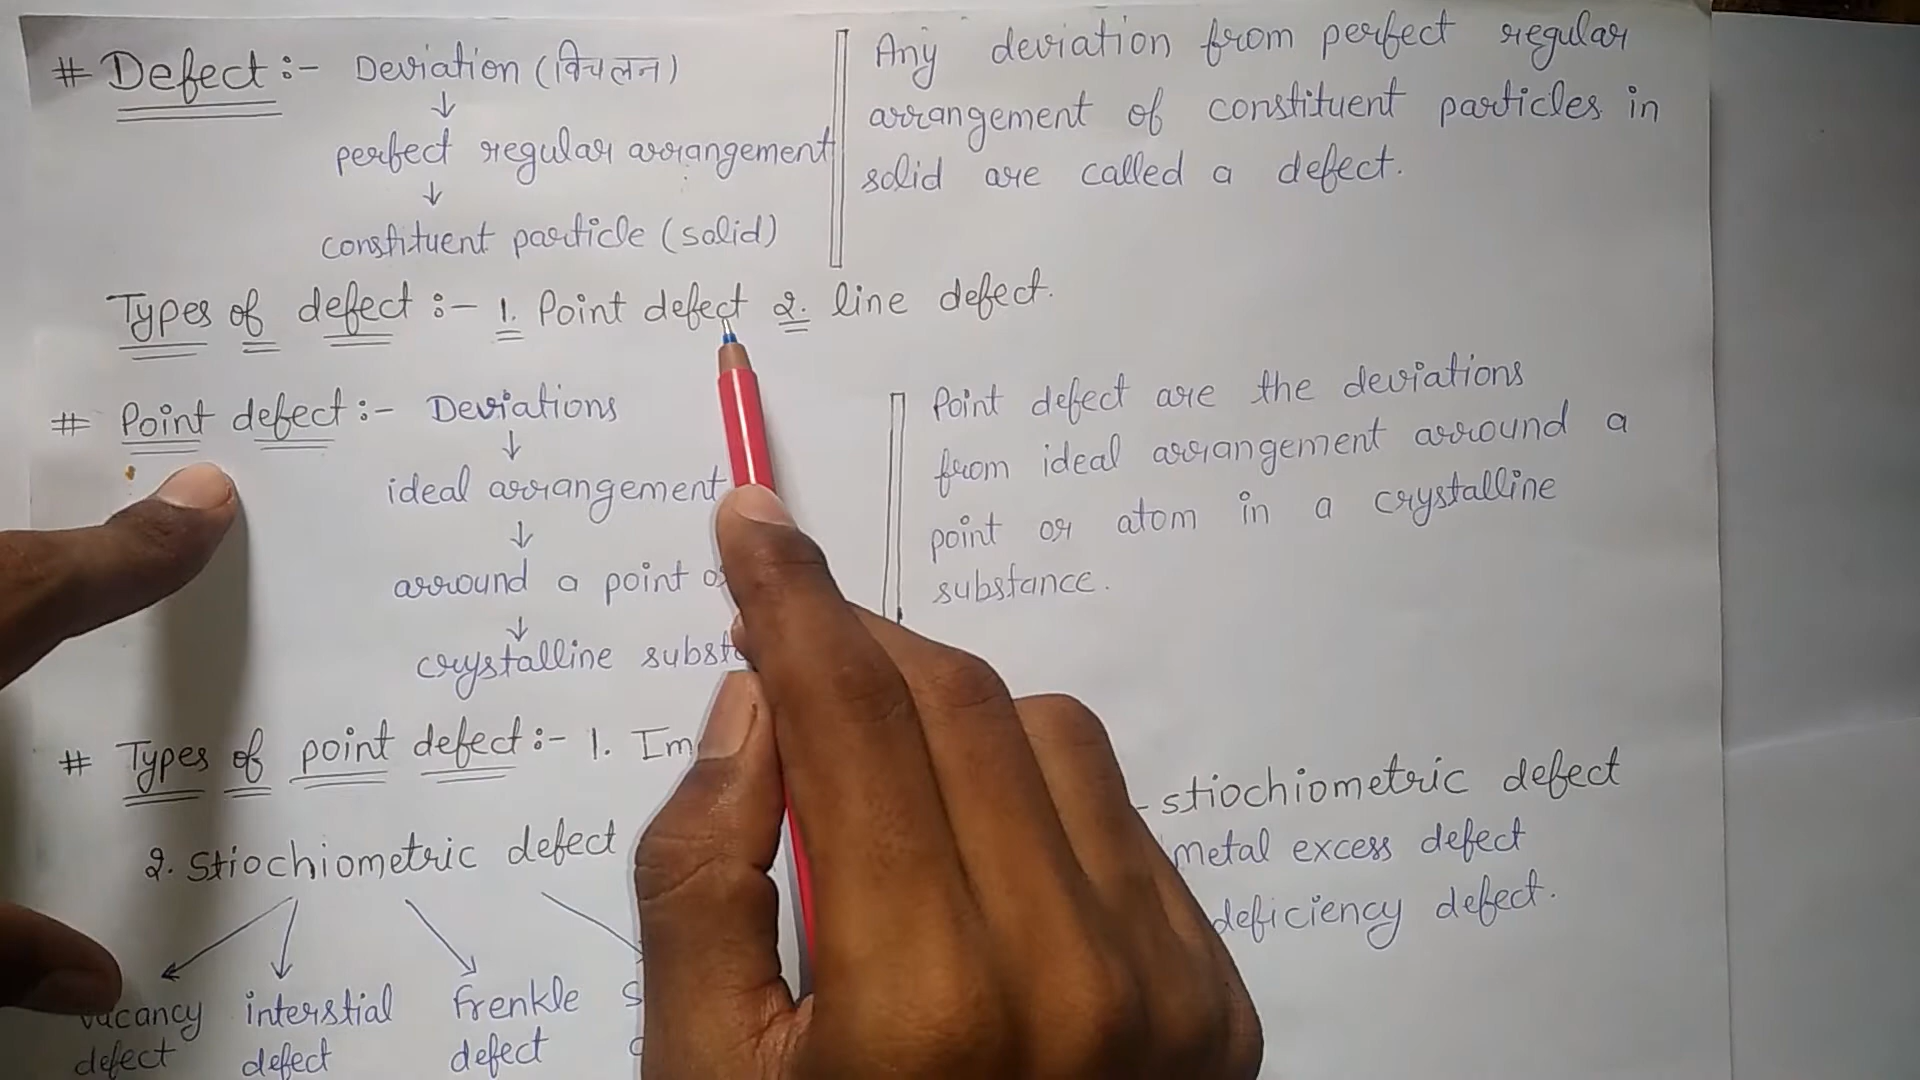 # Defect :- Deviation (विचलन)
↓
perfect regular arrangement
↓
constituent particle (solid)
Any deviation from perfect regular
arrangement of constituent particles in
solid are called a defect.
Types of defect :- 1. Point defect 2. line defect.
# Point defect :- Deviations
↓
ideal arrangement
↓
arround a point
↓
crystalline
Point defect are the deviations
from ideal arrangement arround a
point or atom in a crystalline
substance.
# Types of point defect :- 1.
2. Stiochiometric defect
vacancy defect
interstial defect
Frenkle defect
- stiochiometric defect
metal excess defect
deficiency defect.